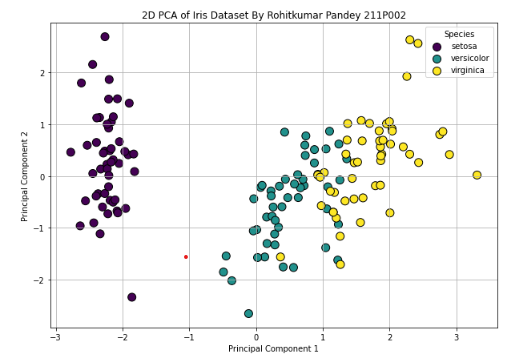 2D PCA of Iris Dataset By Rohitkumar Pandey 211P002
Species
setosa
versicolor
virginica
Principal Component 2
2
1
0
−1
−2
−3
−2
−1
0
1
2
3
Principal Component 1